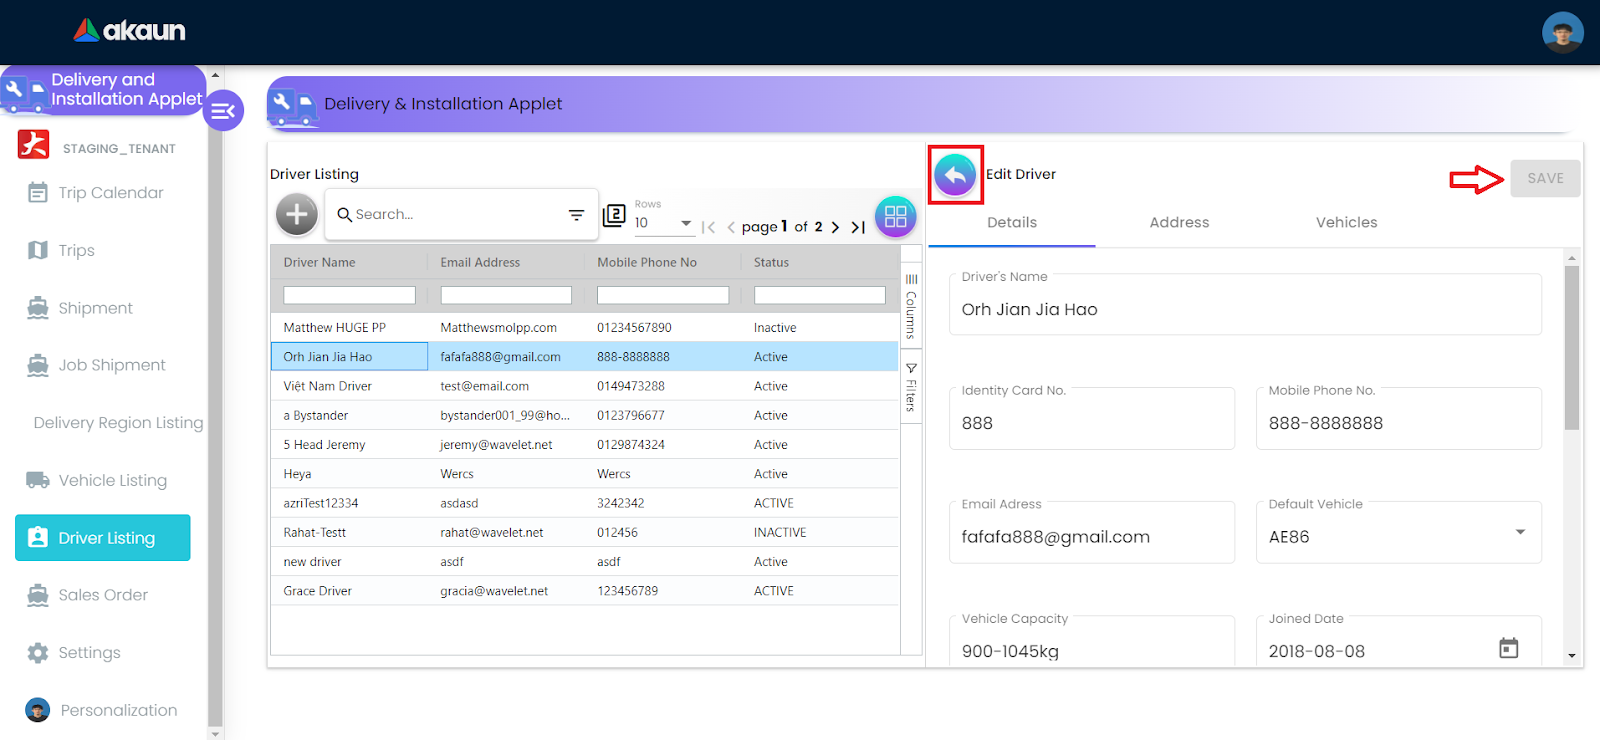 akaun
Delivery and
Installation Applet
STAGING_TENANT
Trip Calendar
Trips
Shipment
Job Shipment
Delivery Region Listing
Vehicle Listing
Driver Listing
Sales Order
Settings
Personalization
Delivery & Installation Applet
Driver Listing
Search...
2
Rows
10
page 1 of 2
Driver Name Email Address Mobile Phone No Status
Matthew HUGE PP Matthewsmolpp.com 01234567890 Inactive
Orh Jian Jia Hao fafafa888@gmail.com 888-8888888 Active
Việt Nam Driver test@email.com 0149473288 Active
a Bystander bystander001_99@ho... 0123796677 Active
5 Head Jeremy jeremy@wavelet.net 0129874324 Active
Heya Wercs Wercs Active
azriTest12334 asdasd 3242342 ACTIVE
Rahat-Testt rahat@wavelet.net 012456 INACTIVE
new driver asdf asdf Active
Grace Driver gracia@wavelet.net 123456789 ACTIVE
Columns
Filters
Edit Driver
SAVE
Details Address Vehicles
Driver's Name
Orh Jian Jia Hao
Identity Card No. Mobile Phone No.
888 888-8888888
Email Adress Default Vehicle
fafafa888@gmail.com AE86
Vehicle Capacity Joined Date
900-1045kg 2018-08-08